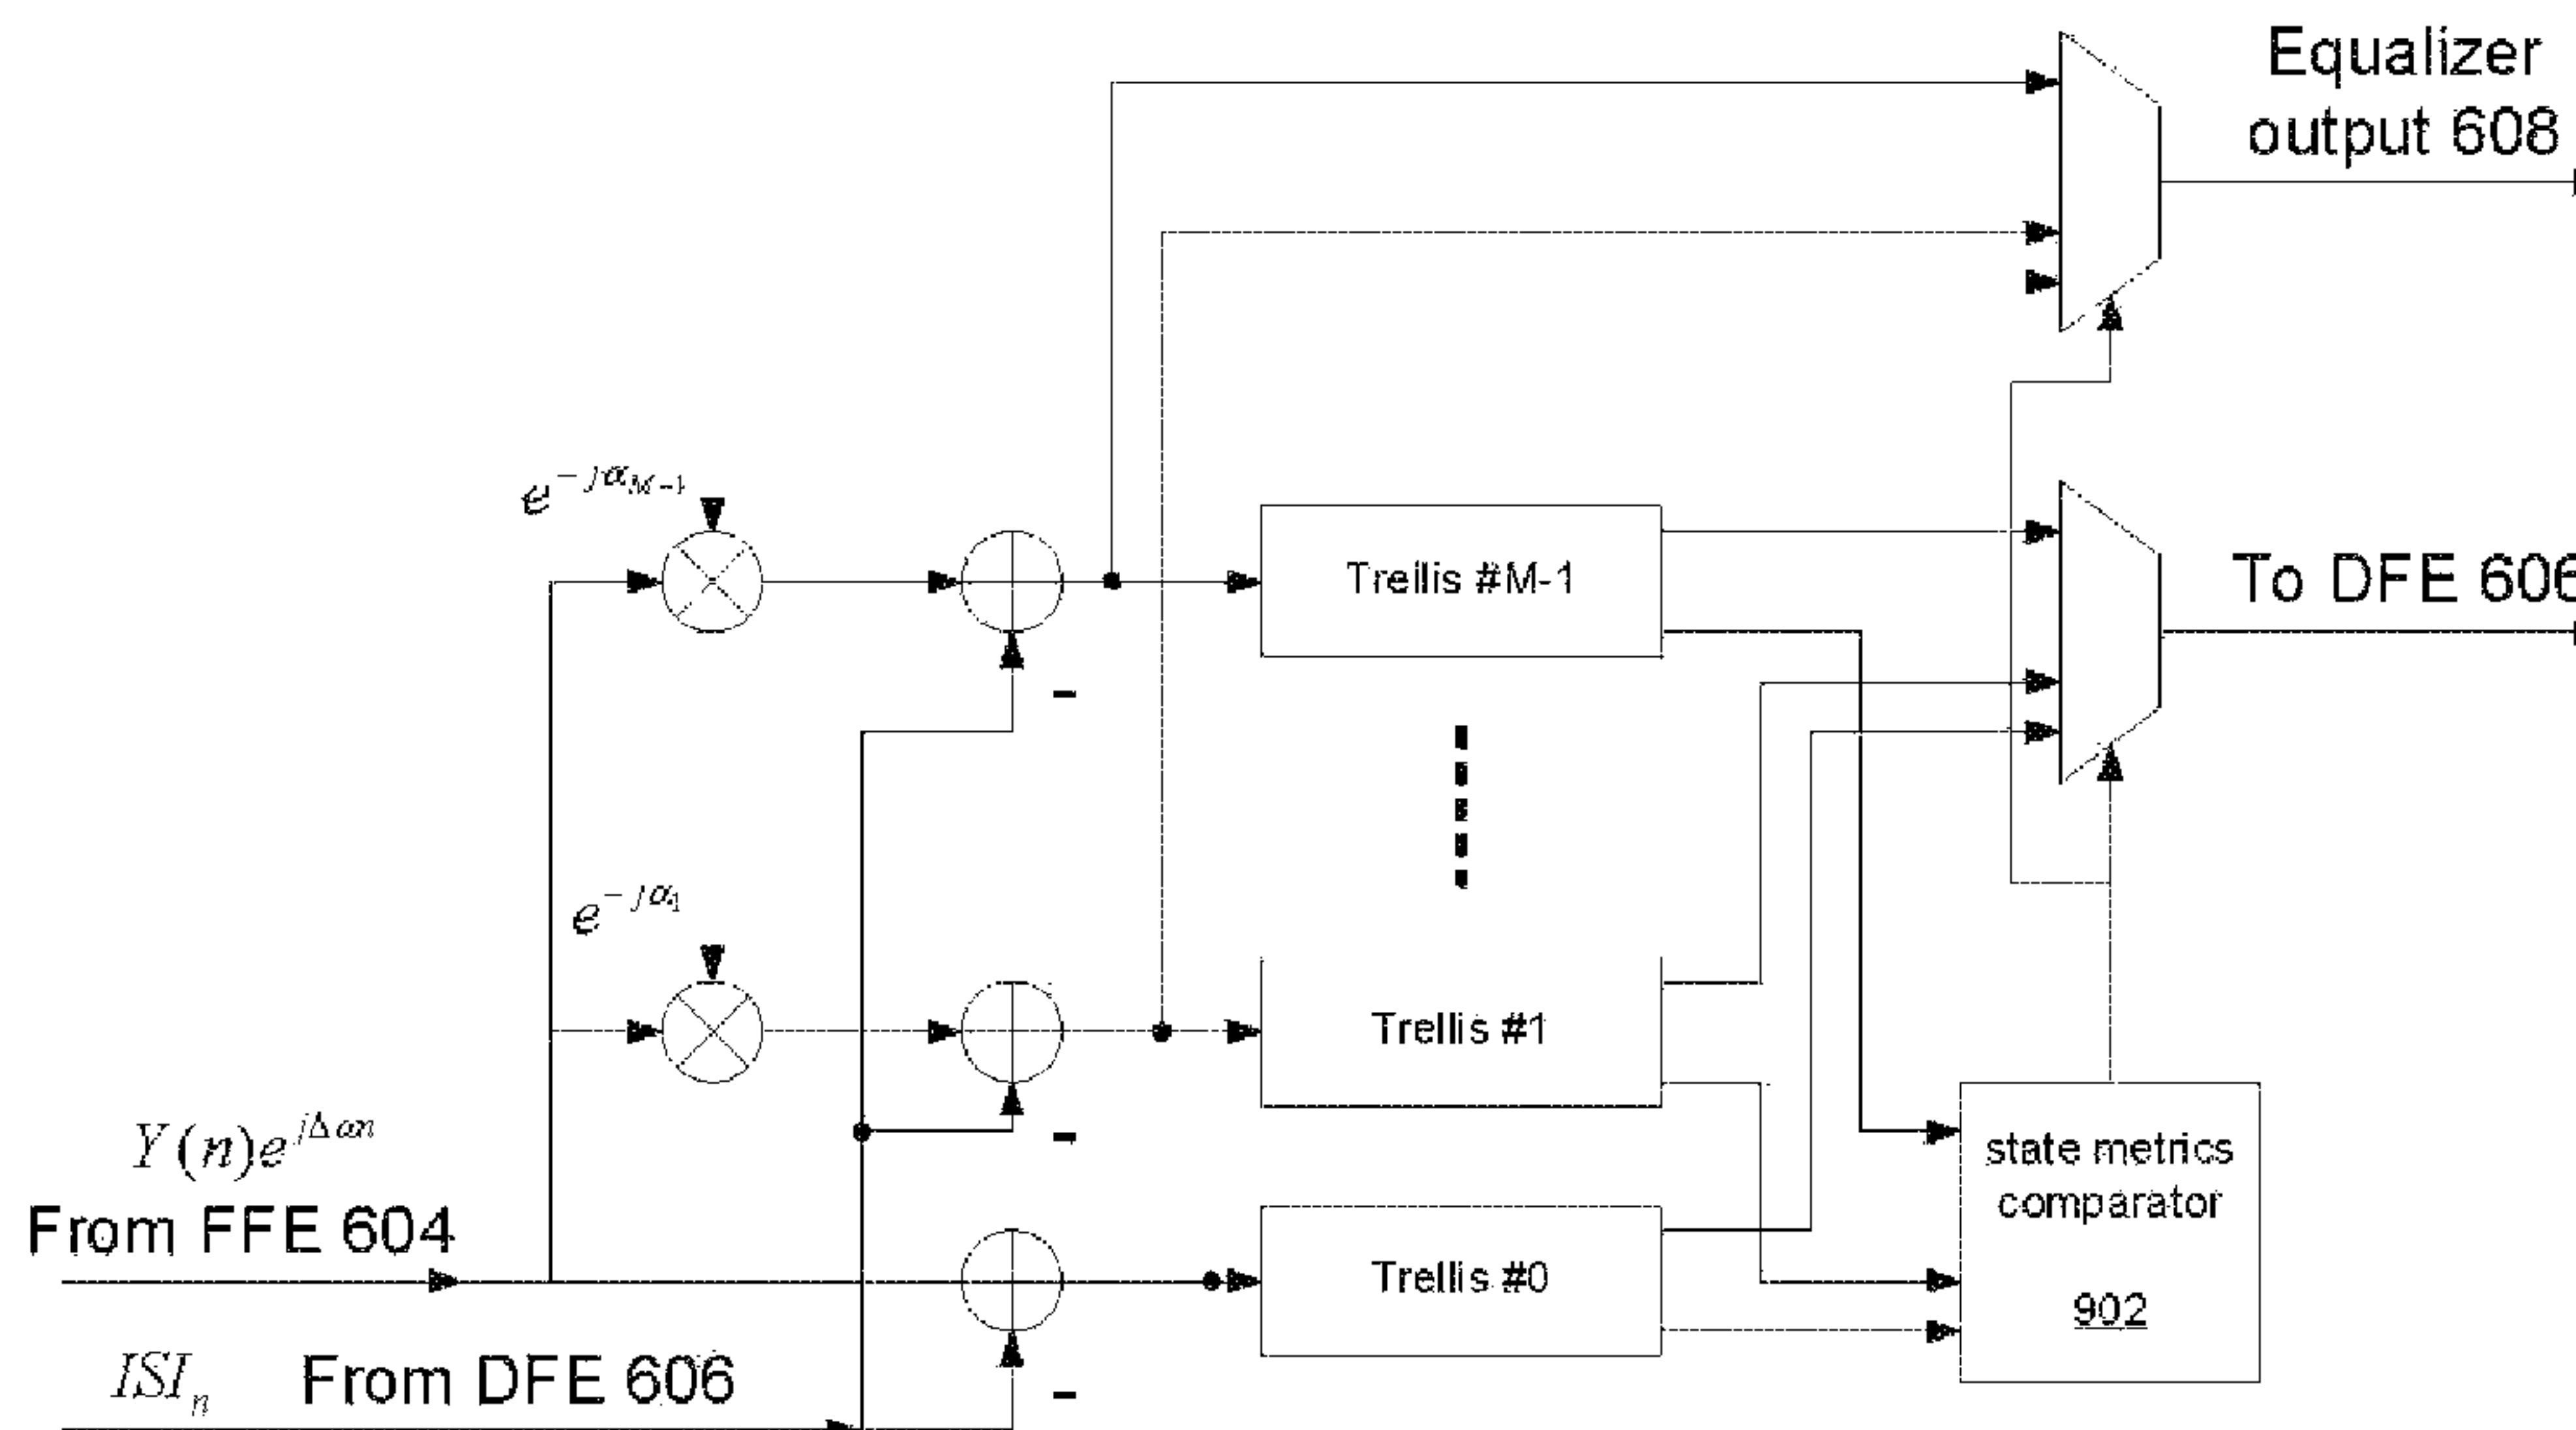 Equalizer
output 608
e^{-jα_{M-1}}
Trellis #M-1
To DFE 606
e^{-jα_1}
Trellis #1
Y(n)e^{jΔωn}
From FFE 604
state metrics
comparator
902
Trellis #0
ISI_n From DFE 606
-
-
-